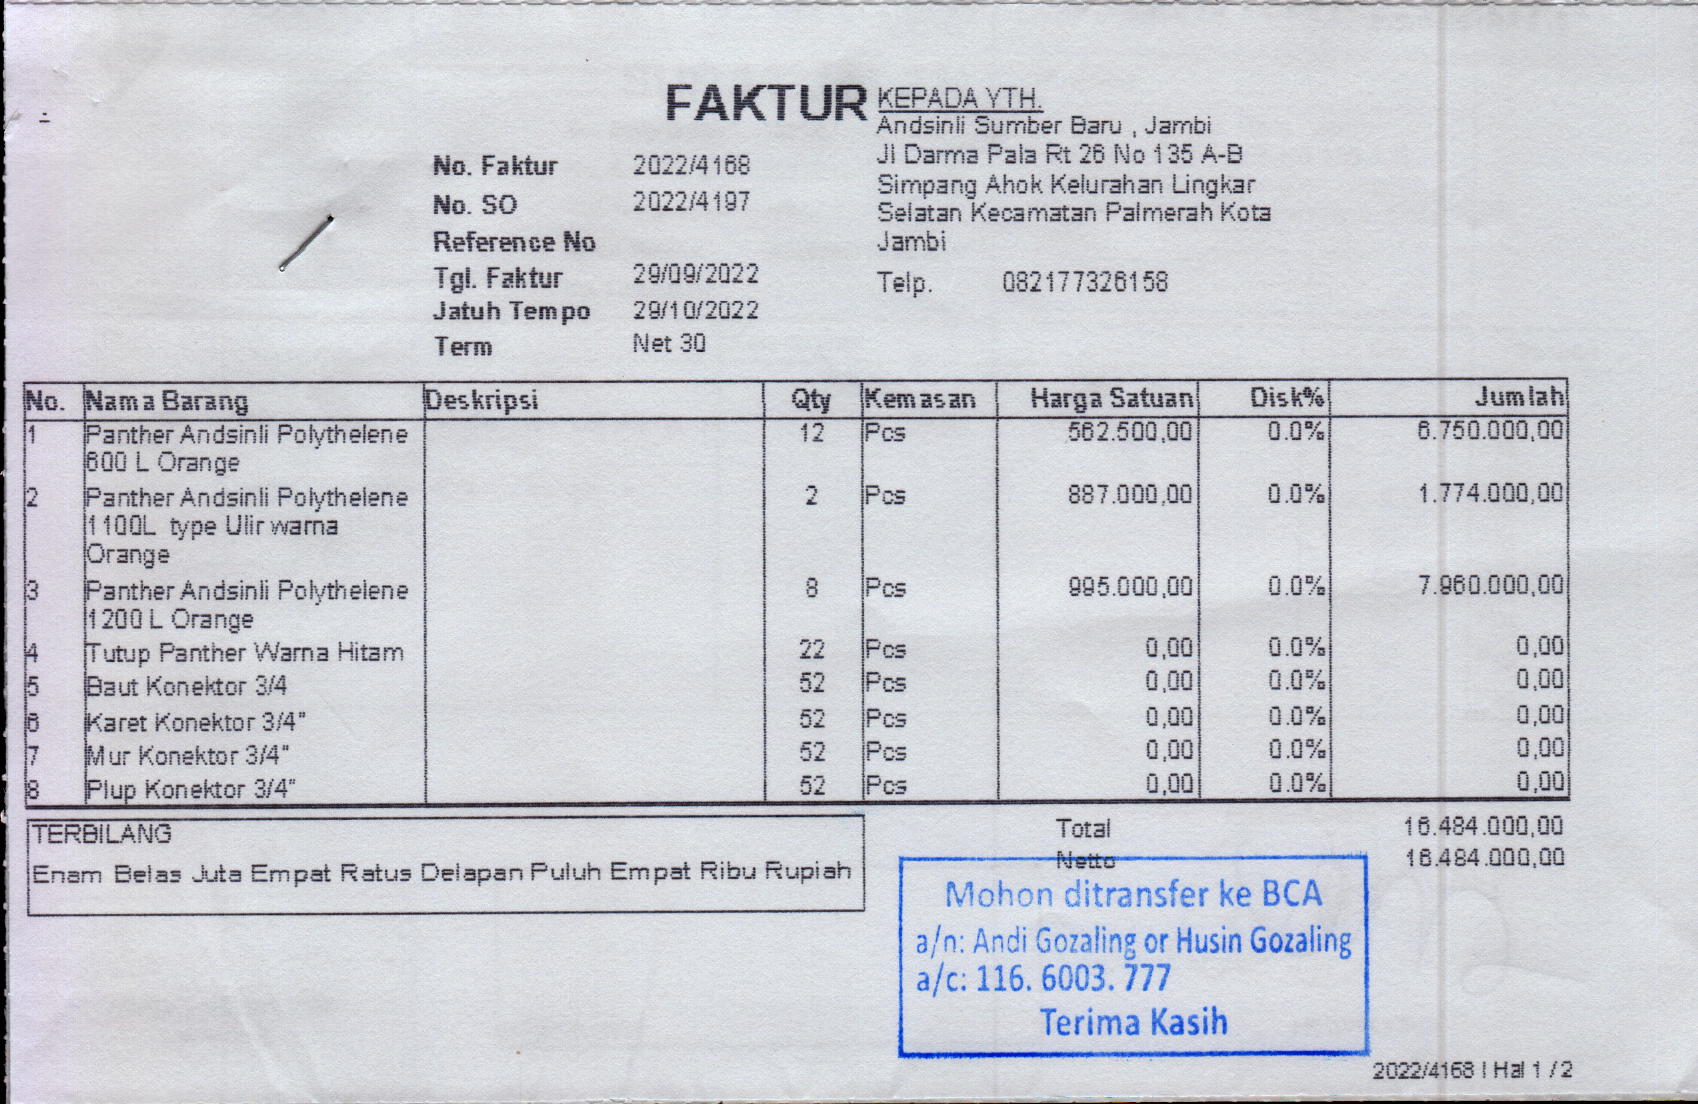 FAKTUR
KEPADA YTH.
Andsinli Sumber Baru , Jambi
Jl Darma Pala Rt 26 No 135 A-B
Simpang Ahok Kelurahan Lingkar
Selatan Kecamatan Palmerah Kota
Jambi
Telp. 082177326158
No. Faktur 2022/4168
No. SO 2022/4197
Reference No
Tgl. Faktur 29/09/2022
Jatuh Tempo 29/10/2022
Term Net 30
No. Nama Barang Deskripsi Qty Kemasan Harga Satuan Disk% Jumlah
1 Panther Andsinli Polythelene 12 Pcs 562.500,00 0.0% 6.750.000,00
600 L Orange
2 Panther Andsinli Polythelene 2 Pcs 887.000,00 0.0% 1.774.000,00
1100L type Ulir warna
Orange
3 Panther Andsinli Polythelene 8 Pcs 995.000,00 0.0% 7.960.000,00
1200 L Orange
4 Tutup Panther Warna Hitam 22 Pcs 0,00 0.0% 0,00
5 Baut Konektor 3/4 52 Pcs 0,00 0.0% 0,00
6 Karet Konektor 3/4" 52 Pcs 0,00 0.0% 0,00
7 Mur Konektor 3/4" 52 Pcs 0,00 0.0% 0,00
8 Plup Konektor 3/4" 52 Pcs 0,00 0.0% 0,00
TERBILANG
Enam Belas Juta Empat Ratus Delapan Puluh Empat Ribu Rupiah
Total 16.484.000,00
Netto 16.484.000,00
Mohon ditransfer ke BCA
a/n: Andi Gozaling or Husin Gozaling
a/c: 116. 6003. 777
Terima Kasih
2022/4168 | Hal 1 / 2